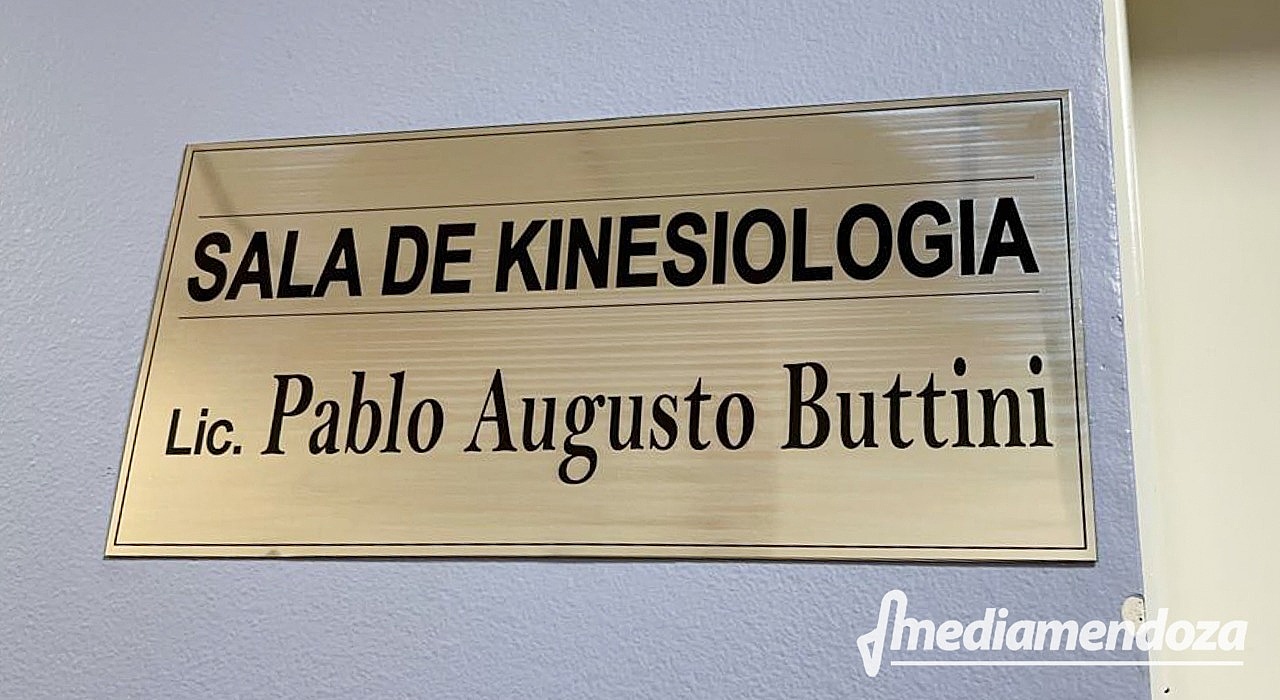 SALA DE KINESIOLOGIA
Lic. Pablo Augusto Buttini
mediamendoza